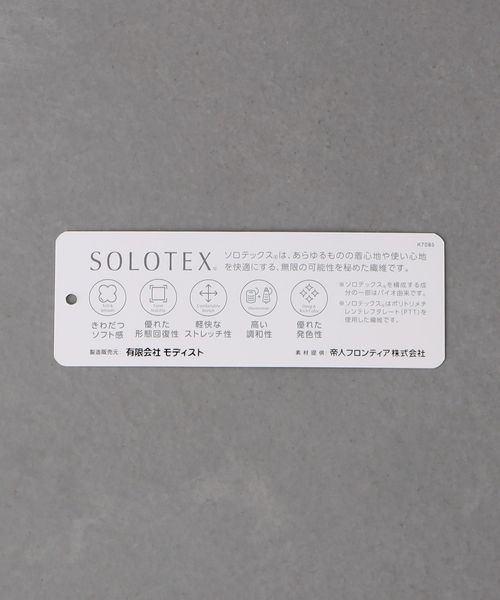 K7085
SOLOTEX®
ソロテックス®は、あらゆるものの着心地や使い心地
を快適にする、無限の可能性を秘めた繊維です。
きわだつ
ソフト感
優れた
形態回復性
軽快な
ストレッチ性
高い
調和性
優れた
発色性
※ソロテックス®を構成する成
分の一部はバイオ由来です。
※ソロテックス®はポリトリメチ
レンテレフタレート(PTT)を
使用した繊維です。
製造販売元: 有限会社 モディスト
素材提供: 帝人フロンティア株式会社